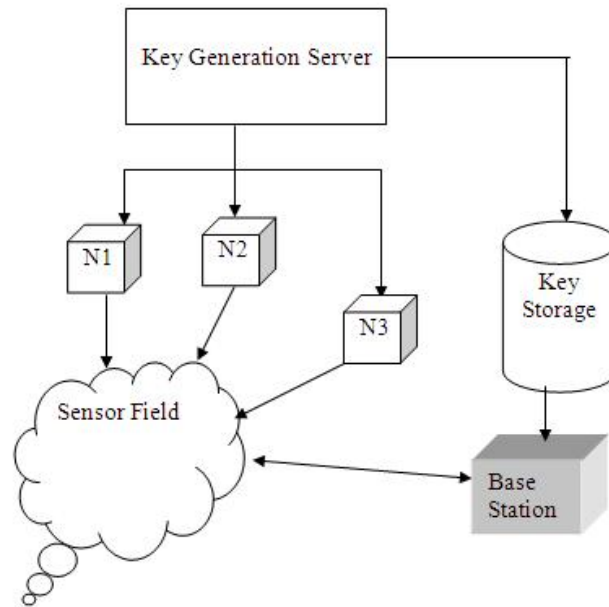 Key Generation Server
N1
N2
N3
Key
Storage
Sensor Field
Base
Station